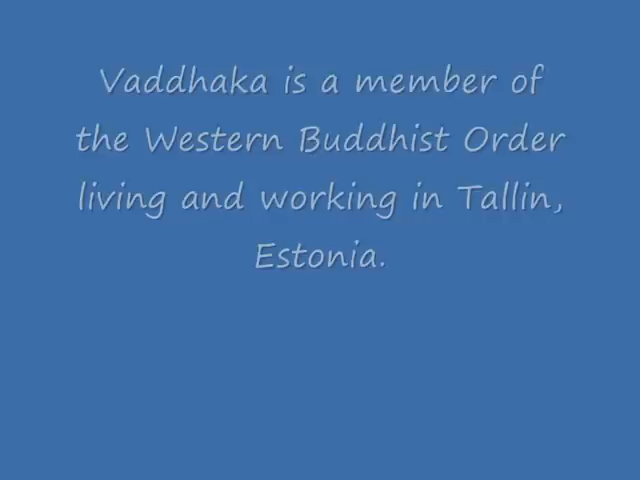 Vaddhaka is a member of
the Western Buddhist Order
living and working in Tallin,
Estonia.